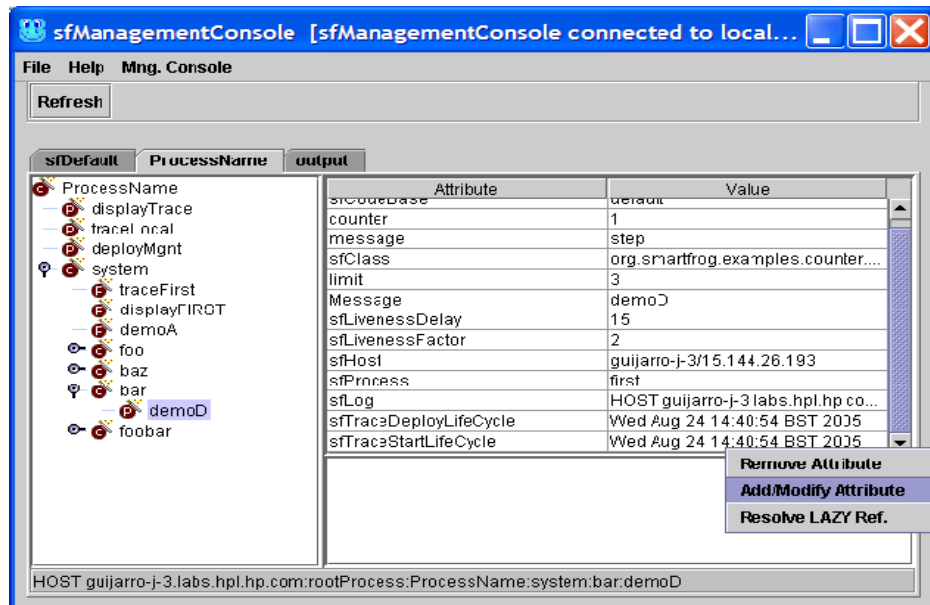 sfManagementConsole [sfManagementConsole connected to local...
File Help Mng. Console
Refresh
sfDefault ProcessName output
ProcessName
displayTrace
traceLocal
deployMgnt
system
traceFirst
displayFIRST
demoA
foo
baz
bar
demoD
foobar
Attribute Value
sfCodeBase default
counter 1
message step
sfClass org.smartfrog.examples.counter....
limit 3
Message demoD
sfLivenessDelay 15
sfLivenessFactor 2
sfHost guijarro-j-3/15.144.26.193
sfProcess first
sfLog HOST guijarro-j-3.labs.hpl.hp.co...
sfTraceDeployLifeCycle Wed Aug 24 14:40:54 BST 2005
sfTraceStartLifeCycle Wed Aug 24 14:40:54 BST 2005
Remove Attribute
Add/Modify Attribute
Resolve LAZY Ref.
HOST guijarro-j-3.labs.hpl.hp.com:rootProcess:ProcessName:system:bar:demoD